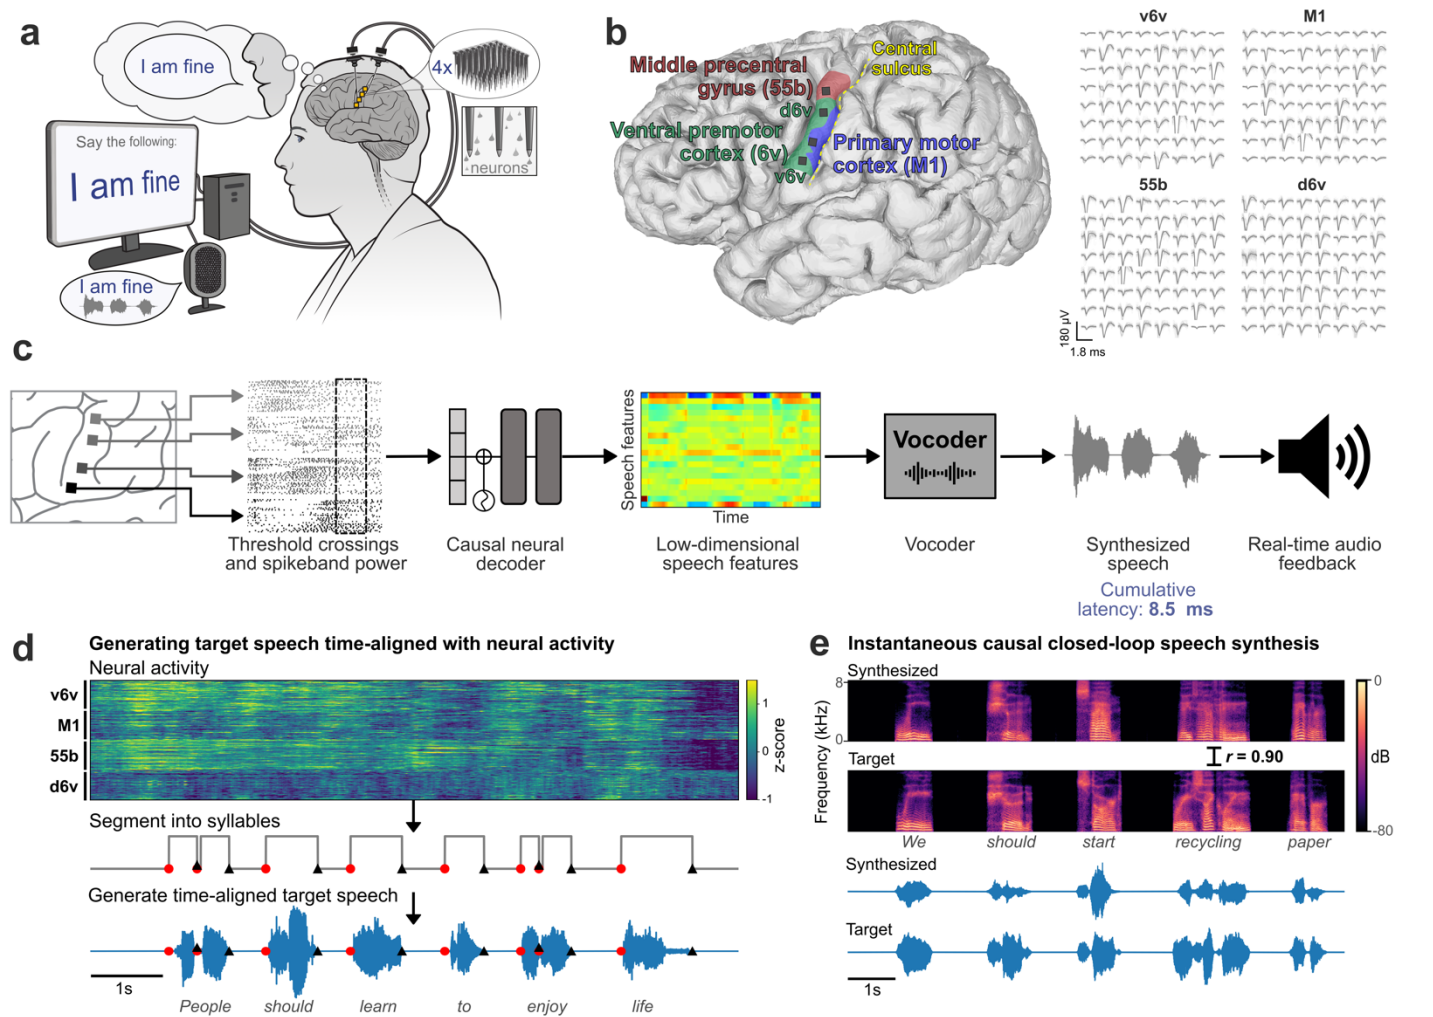 a
I am fine
4x
Say the following:
I am fine
neurons
I am fine
b
Middle precentral
gyrus (55b)
Central
sulcus
d6v
Ventral premotor
cortex (6v)
Primary motor
cortex (M1)
v6v
v6v
M1
55b
d6v
180 µV
1.8 ms
c
Speech features
Time
Vocoder
Threshold crossings
and spikeband power
Causal neural
decoder
Low-dimensional
speech features
Vocoder
Synthesized
speech
Real-time audio
feedback
Cumulative
latency: 8.5 ms
d
Generating target speech time-aligned with neural activity
Neural activity
v6v
M1
55b
d6v
1
0
-1
z-score
Segment into syllables
Generate time-aligned target speech
1s
People should learn to enjoy life
e
Instantaneous causal closed-loop speech synthesis
Synthesized
8
0
Frequency (kHz)
Target
r = 0.90
0
dB
-80
We should start recycling paper
Synthesized
Target
1s